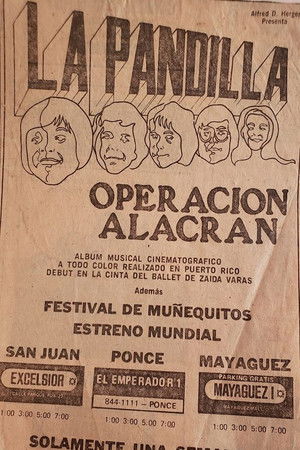 Alfred D. Herger
Presenta
LA PANDILLA
OPERACION
ALACRAN
ALBUM MUSICAL CINEMATOGRAFICO
A TODO COLOR REALIZADO EN PUERTO RICO
DEBUT EN LA CINTA DEL BALLET DE ZAIDA VARAS
Además
FESTIVAL DE MUÑEQUITOS
ESTRENO MUNDIAL
SAN JUAN PONCE MAYAGUEZ
EXCELSIOR
EL EMPERADOR 1
844-1111 – PONCE
PARKING GRATIS
MAYAGUEZ I
MAYAGUEZ MALL
1:00 3:00 5:00 7:00 1:00 3:00 5:00 7:00 1:00 3:00 5:00 7:00
SOLAMENTE UNA